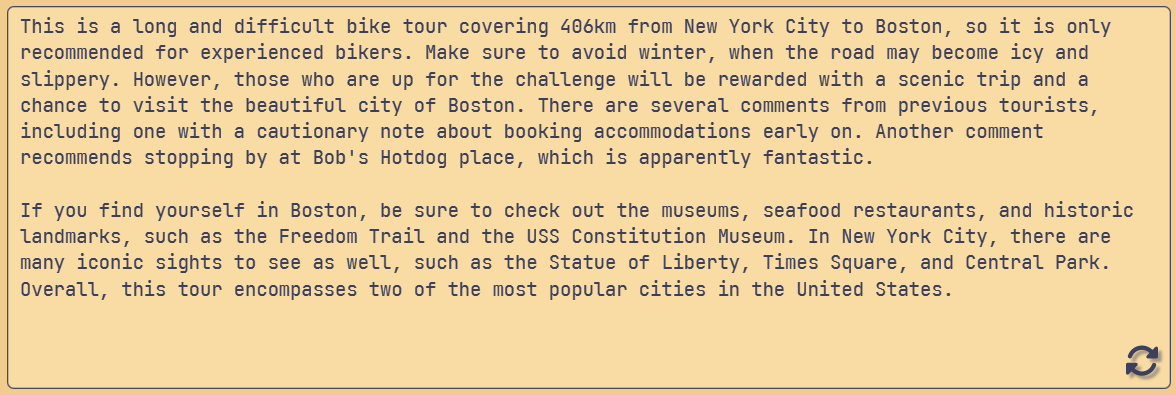 This is a long and difficult bike tour covering 406km from New York City to Boston, so it is only
recommended for experienced bikers. Make sure to avoid winter, when the road may become icy and
slippery. However, those who are up for the challenge will be rewarded with a scenic trip and a
chance to visit the beautiful city of Boston. There are several comments from previous tourists,
including one with a cautionary note about booking accommodations early on. Another comment
recommends stopping by at Bob's Hotdog place, which is apparently fantastic.

If you find yourself in Boston, be sure to check out the museums, seafood restaurants, and historic
landmarks, such as the Freedom Trail and the USS Constitution Museum. In New York City, there are
many iconic sights to see as well, such as the Statue of Liberty, Times Square, and Central Park.
Overall, this tour encompasses two of the most popular cities in the United States.